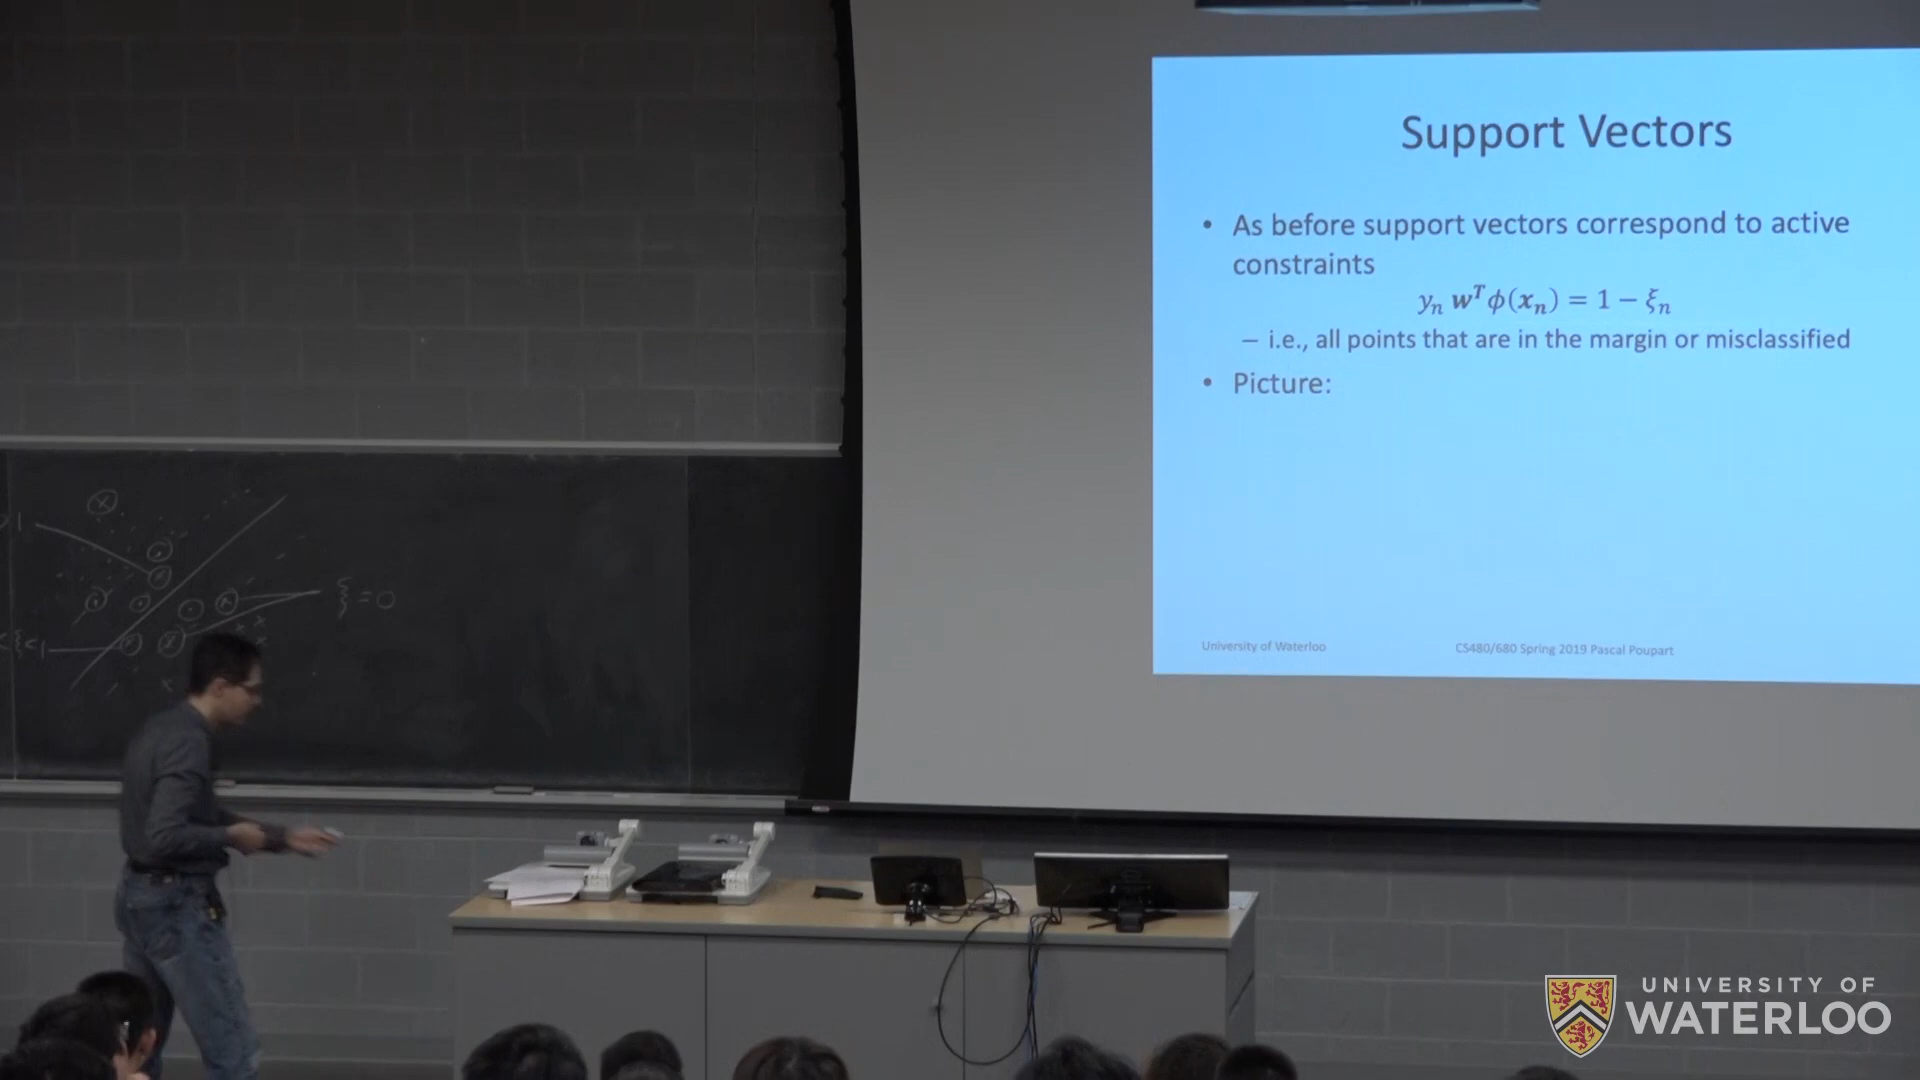 Support Vectors
• As before support vectors correspond to active
constraints
yₙ wᵀϕ(xₙ) = 1 − ξₙ
– i.e., all points that are in the margin or misclassified
• Picture:
University of Waterloo
CS480/680 Spring 2019 Pascal Poupart
ξ = 0
UNIVERSITY OF
WATERLOO